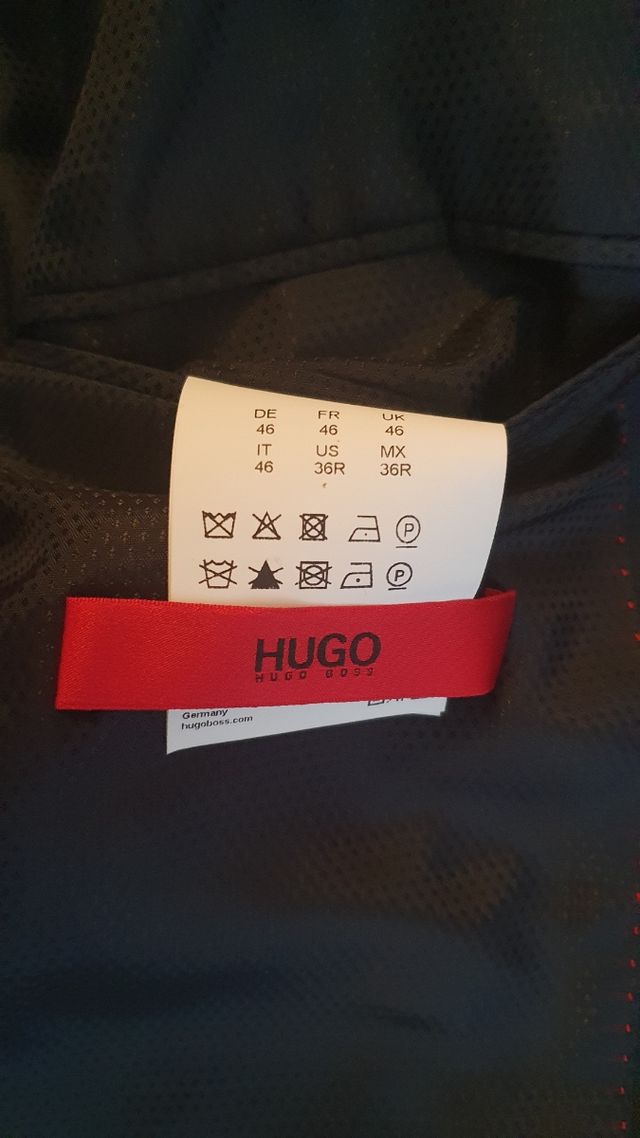 DE FR UK
46 46 46
IT US MX
46 36R 36R
P
P
HUGO
HUGO BOSS
Germany
hugoboss.com